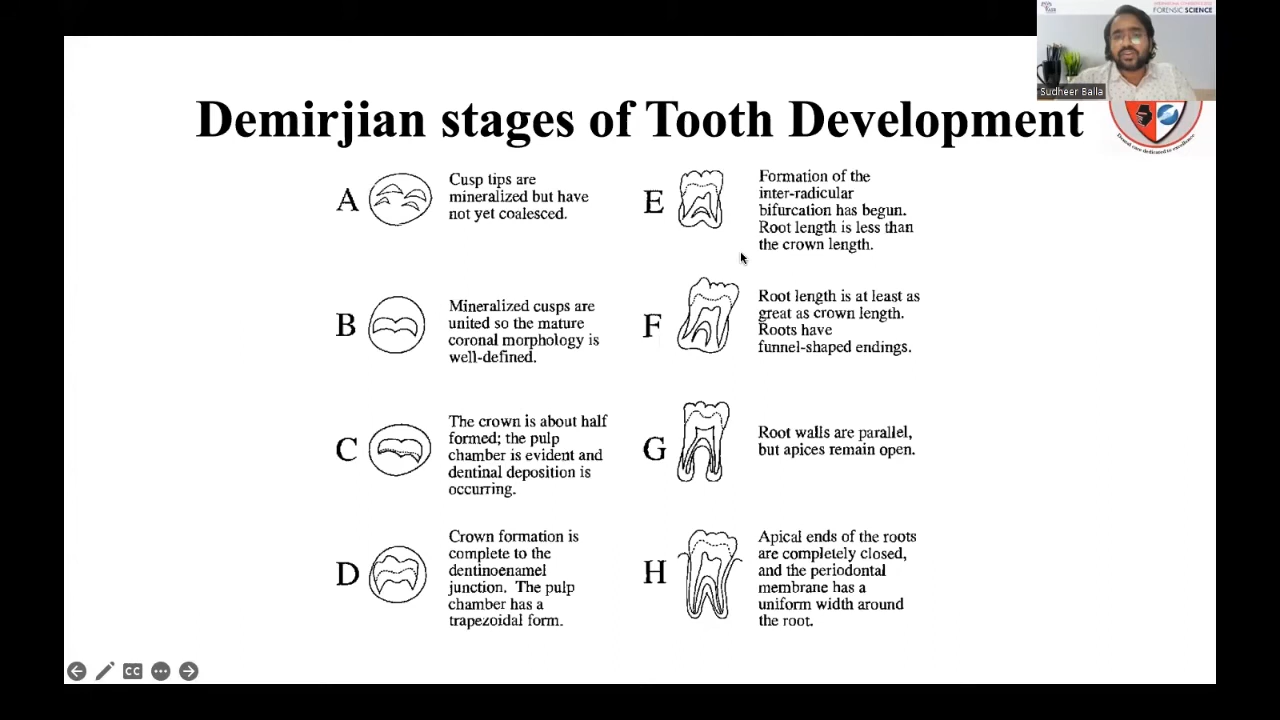 FORENSIC SCIENCE
Sudheer Balla
Demirjian stages of Tooth Development
Dental care dedicated to excellence
A
Cusp tips are
mineralized but have
not yet coalesced.
B
Mineralized cusps are
united so the mature
coronal morphology is
well-defined.
C
The crown is about half
formed; the pulp
chamber is evident and
dentinal deposition is
occurring.
D
Crown formation is
complete to the
dentinoenamel
junction. The pulp
chamber has a
trapezoidal form.
E
Formation of the
inter-radicular
bifurcation has begun.
Root length is less than
the crown length.
F
Root length is at least as
great as crown length.
Roots have
funnel-shaped endings.
G
Root walls are parallel,
but apices remain open.
H
Apical ends of the roots
are completely closed,
and the periodontal
membrane has a
uniform width around
the root.
CC